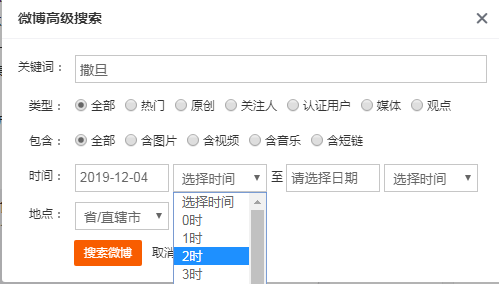 微博高级搜索
关键词： 撒旦
类型： 全部 热门 原创 关注人 认证用户 媒体 观点
包含： 全部 含图片 含视频 含音乐 含短链
时间： 2019-12-04 选择时间 至 请选择日期 选择时间
选择时间
地点： 省/直辖市
0时
1时
搜索微博 取消
2时
3时